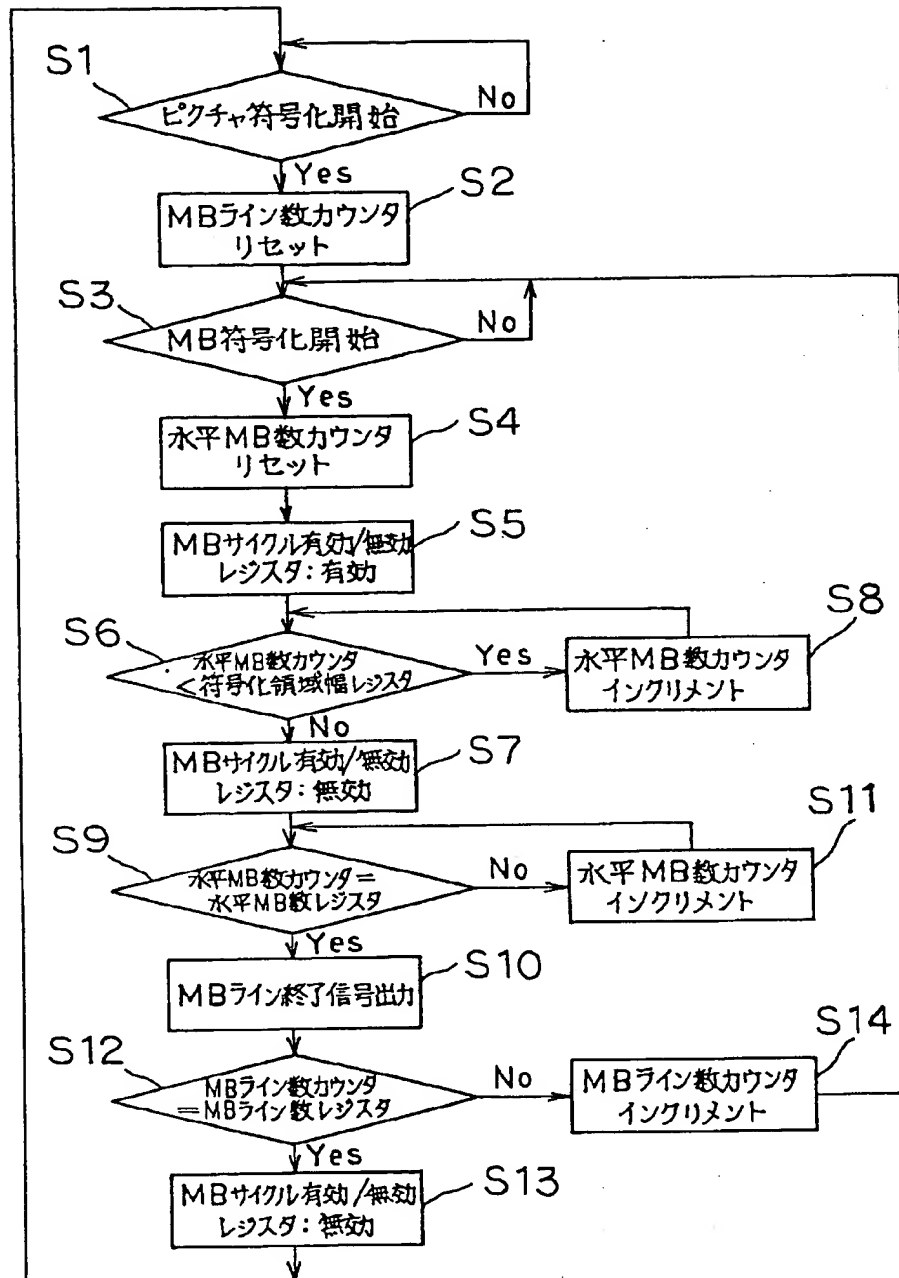 S1
ピクチャ符号化開始
No
Yes
S2
MBライン数カウンタ
リセット
S3
MB符号化開始
No
Yes
S4
水平MB数カウンタ
リセット
S5
MBサイクル有効/無効
レジスタ:有効
S6
水平MB数カウンタ
<符号化領域幅レジスタ
Yes
S8
水平MB数カウンタ
インクリメント
No
S7
MBサイクル有効/無効
レジスタ:無効
S9
水平MB数カウンタ=
水平MB数レジスタ
No
S11
水平MB数カウンタ
インクリメント
Yes
S10
MBライン終了信号出力
S12
MBライン数カウンタ
=MBライン数レジスタ
No
S14
MBライン数カウンタ
インクリメント
Yes
S13
MBサイクル有効/無効
レジスタ:無効